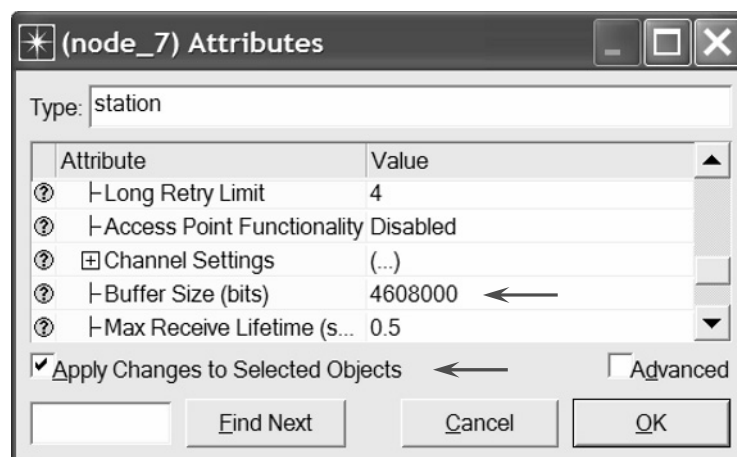 (node_7) Attributes
Type: station
Attribute Value
Long Retry Limit 4
Access Point Functionality Disabled
Channel Settings (...)
Buffer Size (bits) 4608000
Max Receive Lifetime (s... 0.5
Apply Changes to Selected Objects Advanced
Find Next Cancel OK